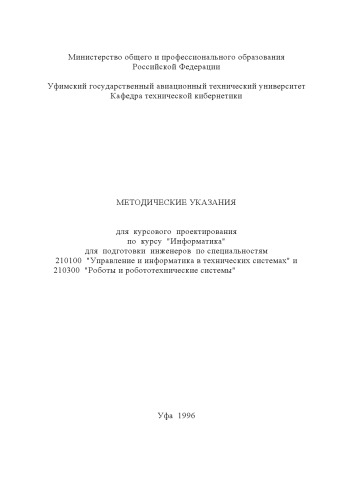 Министерство общего и профессионального образования
Российской Федерации
Уфимский государственный авиационный технический университет
Кафедра технической кибернетики
МЕТОДИЧЕСКИЕ УКАЗАНИЯ
для курсового проектирования
по курсу "Информатика"
для подготовки инженеров по специальностям
210100 "Управление и информатика в технических системах" и
210300 "Роботы и робототехнические системы"
Уфа 1996